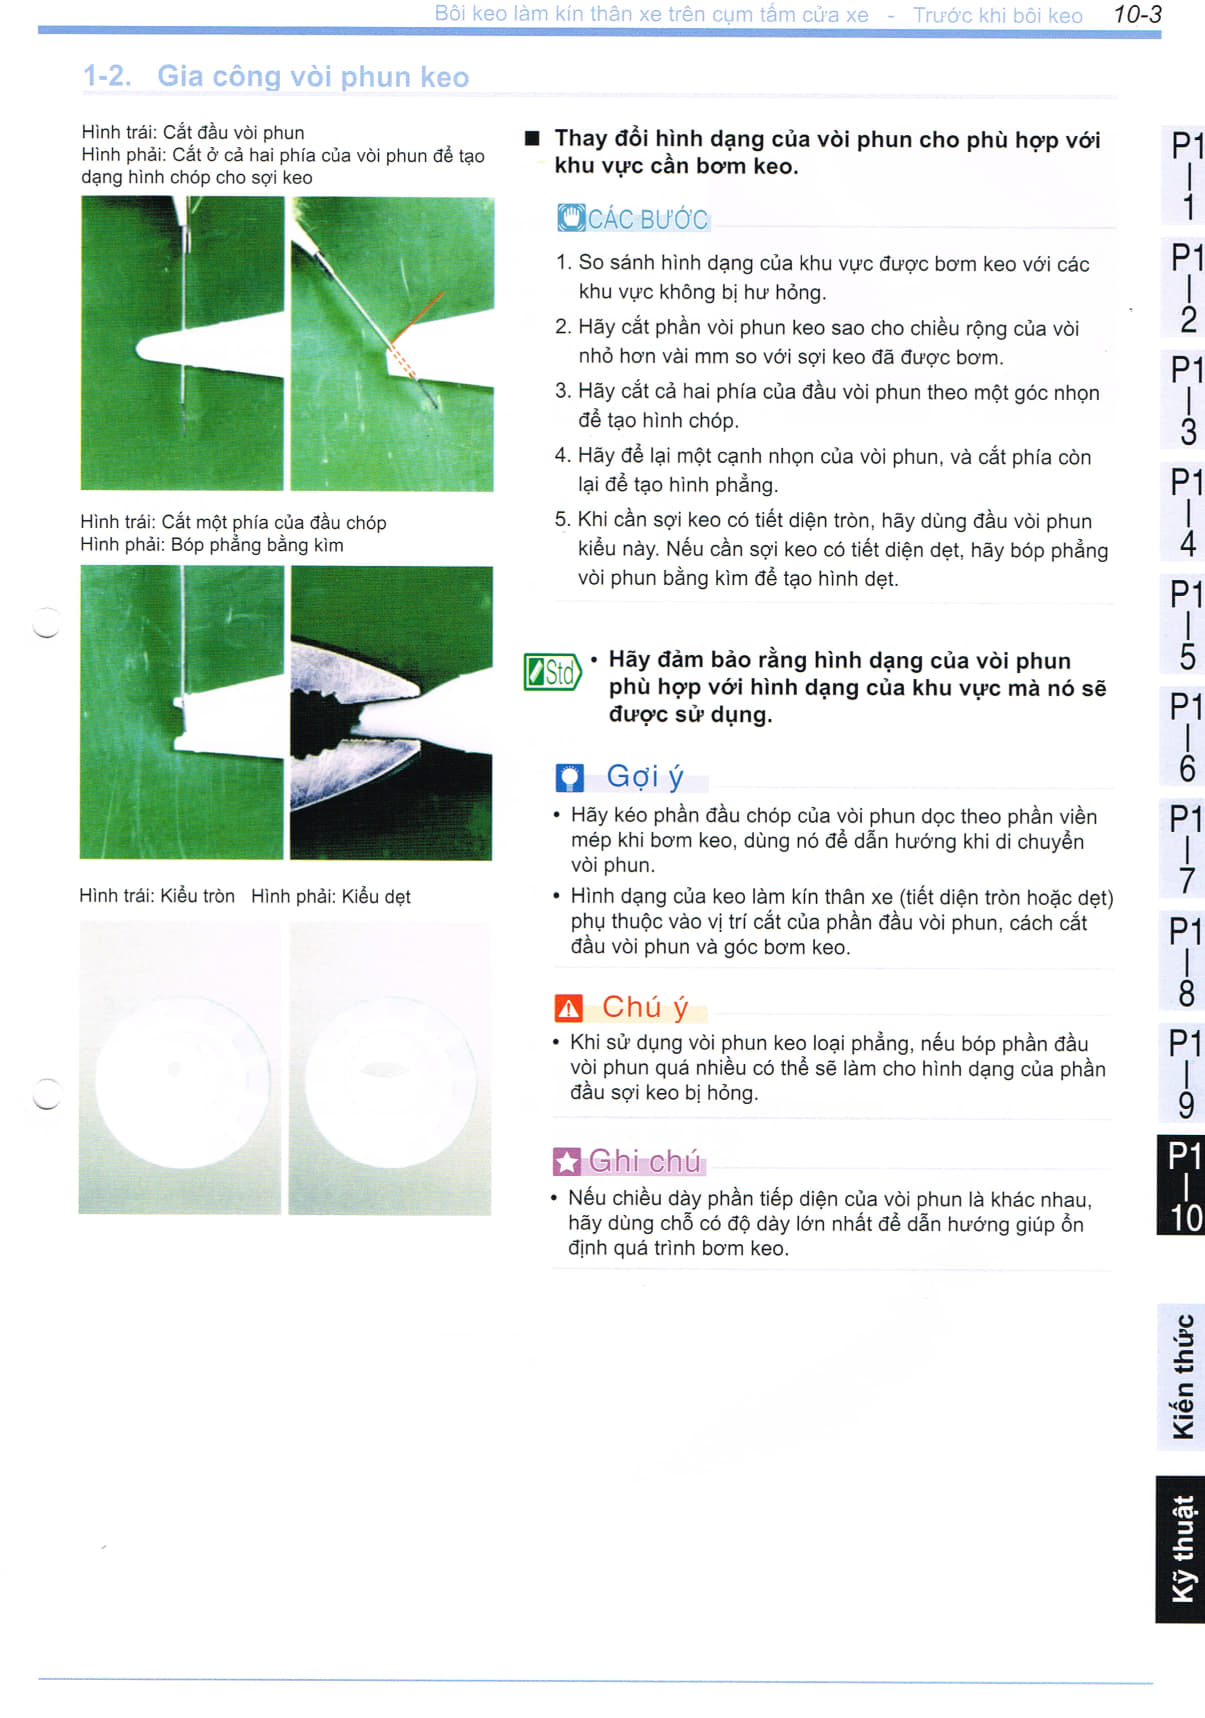 Bôi keo làm kín thân xe trên cụm tấm cửa xe - Trước khi bôi keo 10-3
1-2. Gia công vòi phun keo
Hình trái: Cắt đầu vòi phun
Hình phải: Cắt ở cả hai phía của vòi phun để tạo
dạng hình chóp cho sợi keo
Hình trái: Cắt một phía của đầu chóp
Hình phải: Bóp phẳng bằng kìm
Hình trái: Kiểu tròn Hình phải: Kiểu dẹt
■ Thay đổi hình dạng của vòi phun cho phù hợp với
khu vực cần bơm keo.
CÁC BƯỚC
1. So sánh hình dạng của khu vực được bơm keo với các
khu vực không bị hư hỏng.
2. Hãy cắt phần vòi phun keo sao cho chiều rộng của vòi
nhỏ hơn vài mm so với sợi keo đã được bơm.
3. Hãy cắt cả hai phía của đầu vòi phun theo một góc nhọn
để tạo hình chóp.
4. Hãy để lại một cạnh nhọn của vòi phun, và cắt phía còn
lại để tạo hình phẳng.
5. Khi cần sợi keo có tiết diện tròn, hãy dùng đầu vòi phun
kiểu này. Nếu cần sợi keo có tiết diện dẹt, hãy bóp phẳng
vòi phun bằng kìm để tạo hình dẹt.
Std
• Hãy đảm bảo rằng hình dạng của vòi phun
phù hợp với hình dạng của khu vực mà nó sẽ
được sử dụng.
Gợi ý
• Hãy kéo phần đầu chóp của vòi phun dọc theo phần viền
mép khi bơm keo, dùng nó để dẫn hướng khi di chuyển
vòi phun.
• Hình dạng của keo làm kín thân xe (tiết diện tròn hoặc dẹt)
phụ thuộc vào vị trí cắt của phần đầu vòi phun, cách cắt
đầu vòi phun và góc bơm keo.
Chú ý
• Khi sử dụng vòi phun keo loại phẳng, nếu bóp phần đầu
vòi phun quá nhiều có thể sẽ làm cho hình dạng của phần
đầu sợi keo bị hỏng.
Ghi chú
• Nếu chiều dày phần tiếp diện của vòi phun là khác nhau,
hãy dùng chỗ có độ dày lớn nhất để dẫn hướng giúp ổn
định quá trình bơm keo.
P1
|
1
P1
|
2
P1
|
3
P1
|
4
P1
|
5
P1
|
6
P1
|
7
P1
|
8
P1
|
9
P1
|
10
Kiến thức
Kỹ thuật